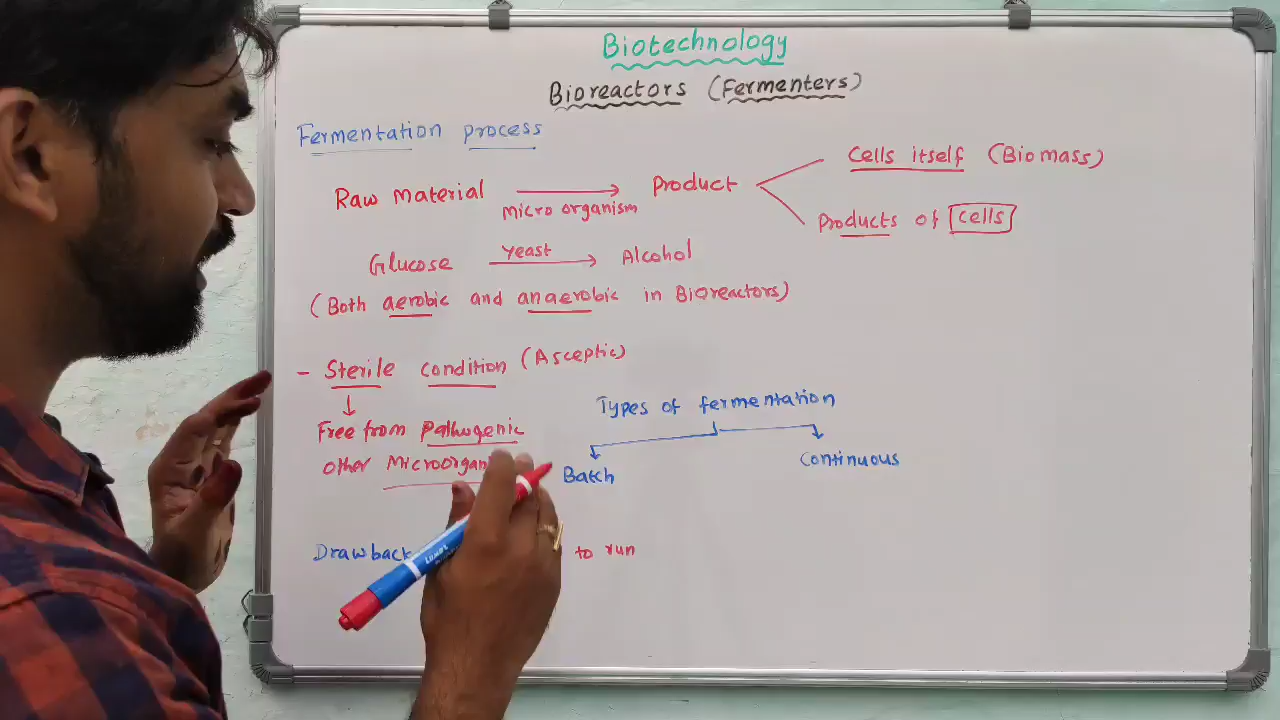 Biotechnology
Bioreactors (Fermenters)
Fermentation process
Raw Material → Product
Micro organism
Cells itself (Biomass)
Products of cells
Glucose → Alcohol
Yeast
(Both aerobic and anaerobic in Bioreactors)
- Sterile condition (Asceptic)
Free from Pathogenic
other Microorgani
Types of fermentation
Batch
Continuous
Drawback
to run